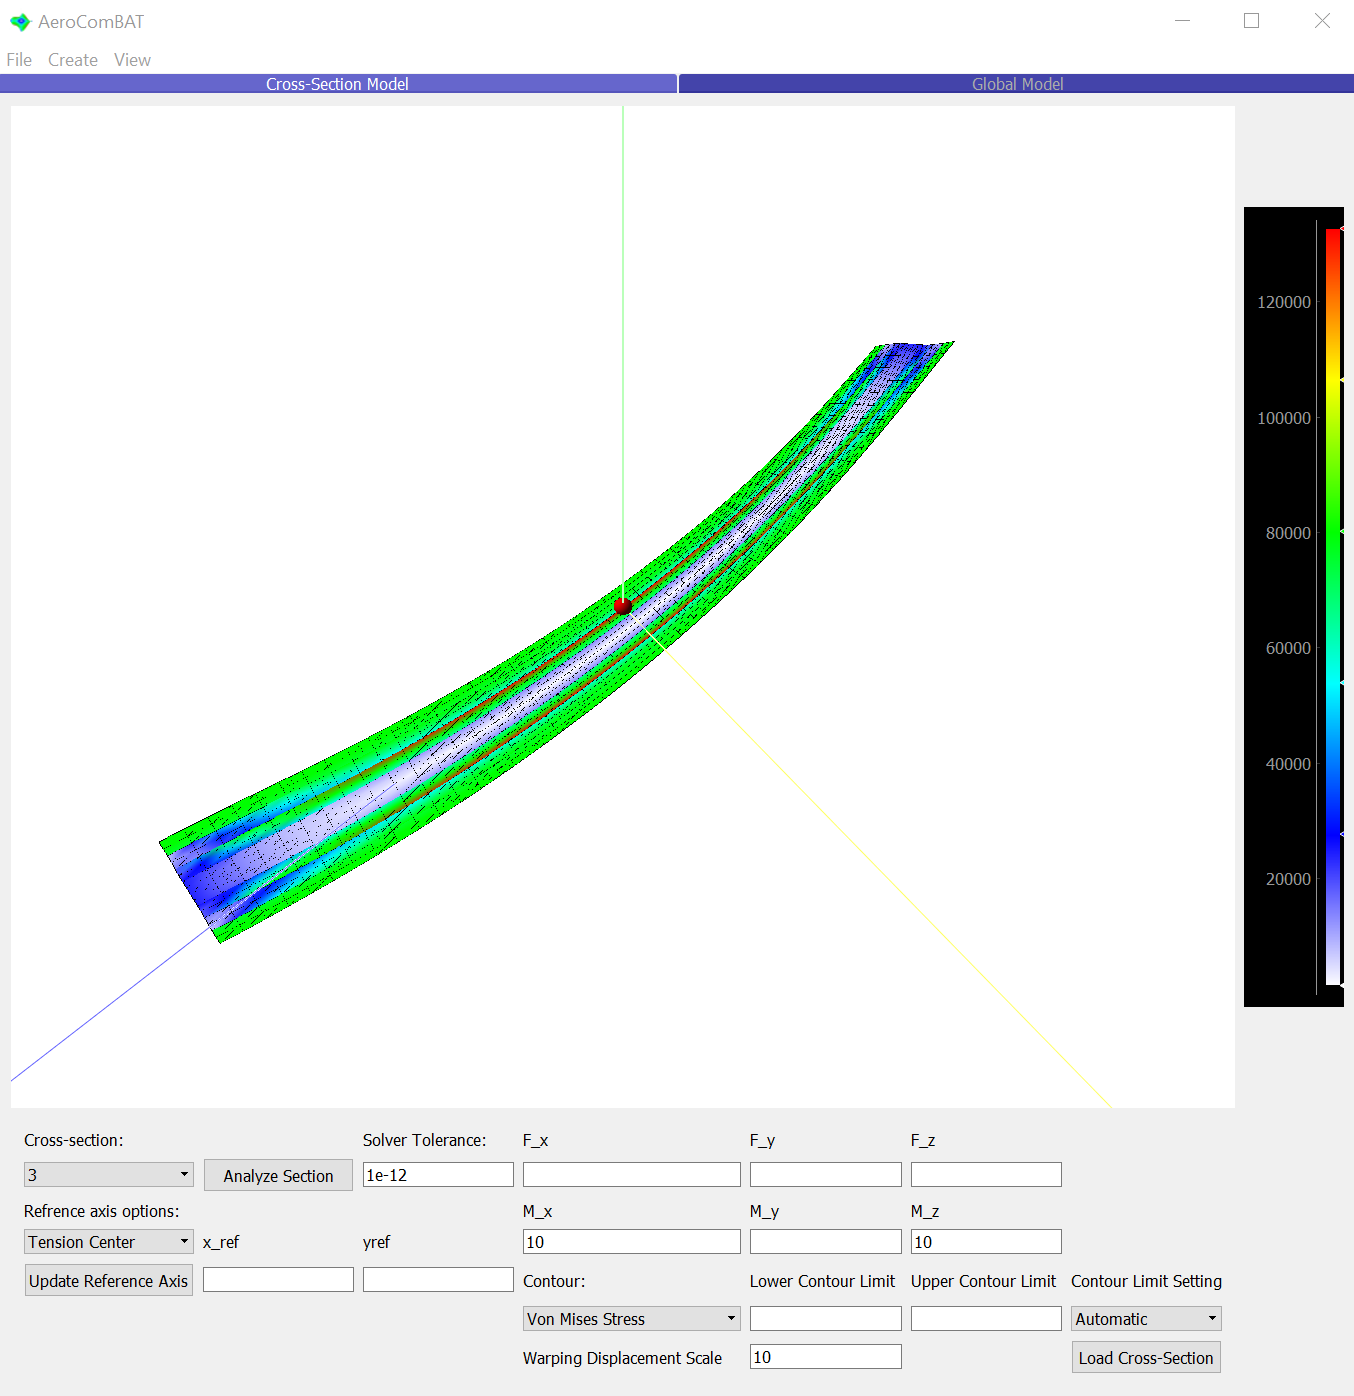 AeroComBAT
File Create View
Cross-Section Model Global Model
120000
100000
80000
60000
40000
20000
Cross-section: Solver Tolerance: F_x F_y F_z
3 Analyze Section 1e-12
Refrence axis options: M_x M_y M_z
Tension Center x_ref yref 10 10
Update Reference Axis Contour: Lower Contour Limit Upper Contour Limit Contour Limit Setting
Von Mises Stress Automatic
Warping Displacement Scale 10 Load Cross-Section